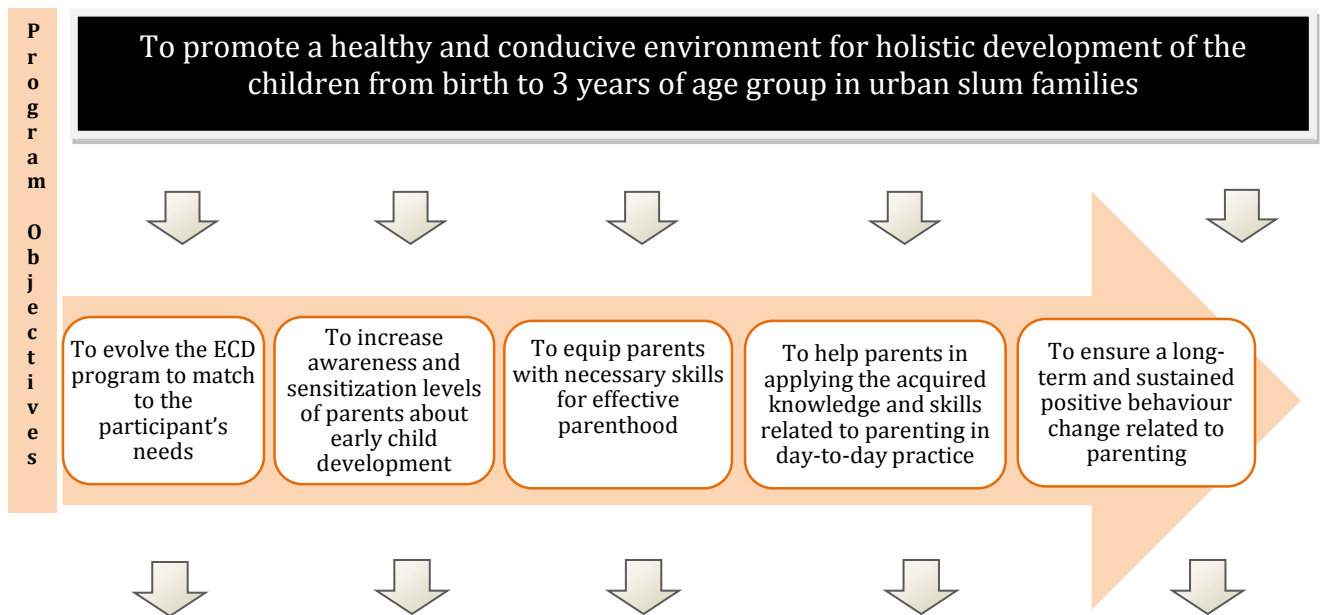 Program Objectives
To promote a healthy and conducive environment for holistic development of the
children from birth to 3 years of age group in urban slum families
To evolve the ECD
program to match
to the
participant’s
needs
To increase
awareness and
sensitization levels
of parents about
early child
development
To equip parents
with necessary skills
for effective
parenthood
To help parents in
applying the acquired
knowledge and skills
related to parenting in
day-to-day practice
To ensure a long-
term and sustained
positive behaviour
change related to
parenting